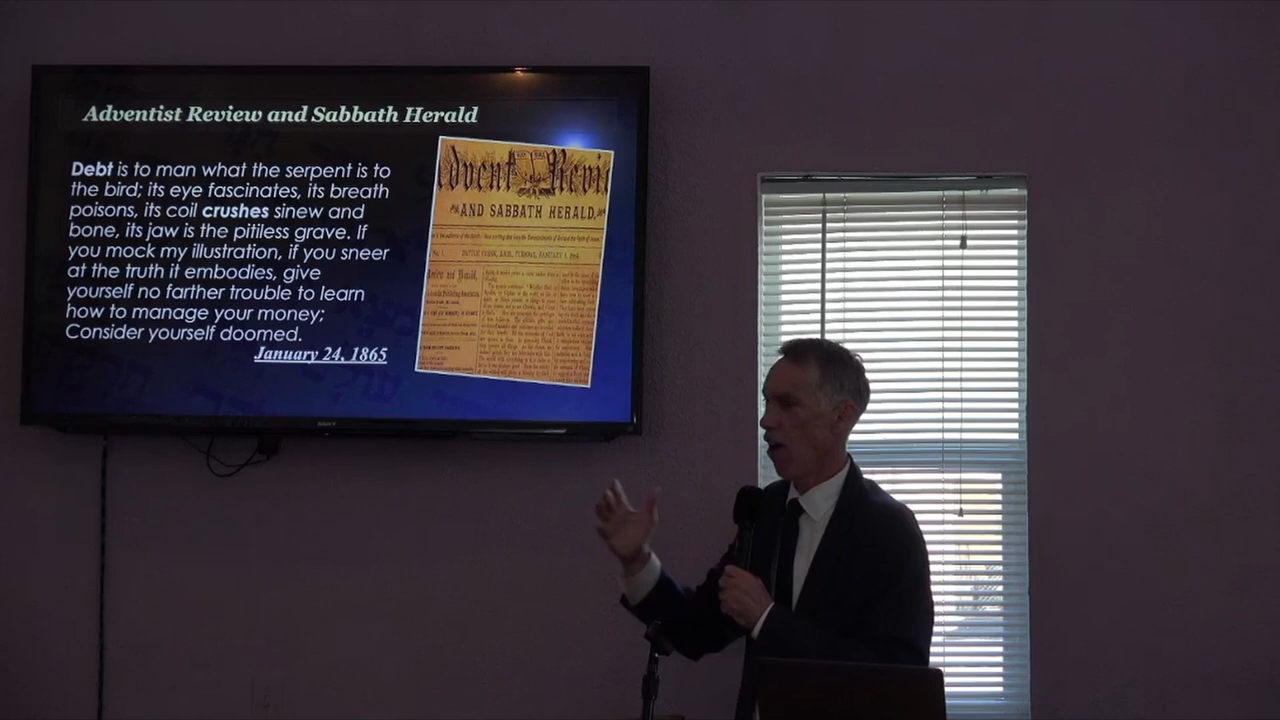 Adventist Review and Sabbath Herald
Debt is to man what the serpent is to
the bird; its eye fascinates, its breath
poisons, its coil crushes sinew and
bone, its jaw is the pitiless grave. If
you mock my illustration, if you sneer
at the truth it embodies, give
yourself no farther trouble to learn
how to manage your money;
Consider yourself doomed.
January 24, 1865
dvent Revi
AND SABBATH HERALD.
SONY